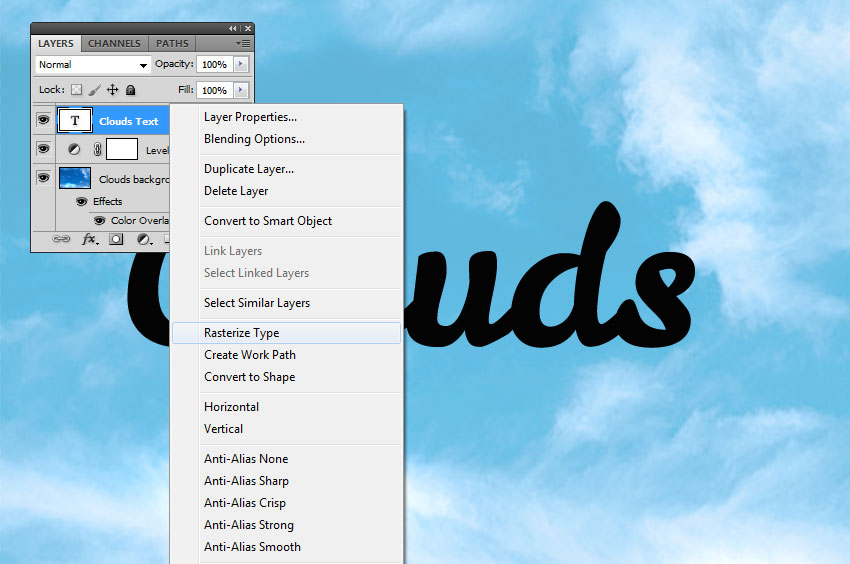 LAYERS CHANNELS PATHS
Normal Opacity: 100%
Lock: Fill: 100%
T Clouds Text
Level
Clouds backgro
Effects
Color Overla
fx
Layer Properties...
Blending Options...
Duplicate Layer...
Delete Layer
Convert to Smart Object
Link Layers
Select Linked Layers
Select Similar Layers
Rasterize Type
Create Work Path
Convert to Shape
Horizontal
Vertical
Anti-Alias None
Anti-Alias Sharp
Anti-Alias Crisp
Anti-Alias Strong
Anti-Alias Smooth
Clouds